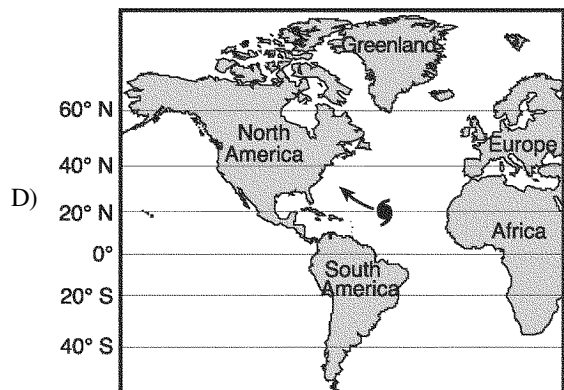 D)
Greenland
60° N
North
America
Europe
40° N
20° N
Africa
0°
South
America
20° S
40° S